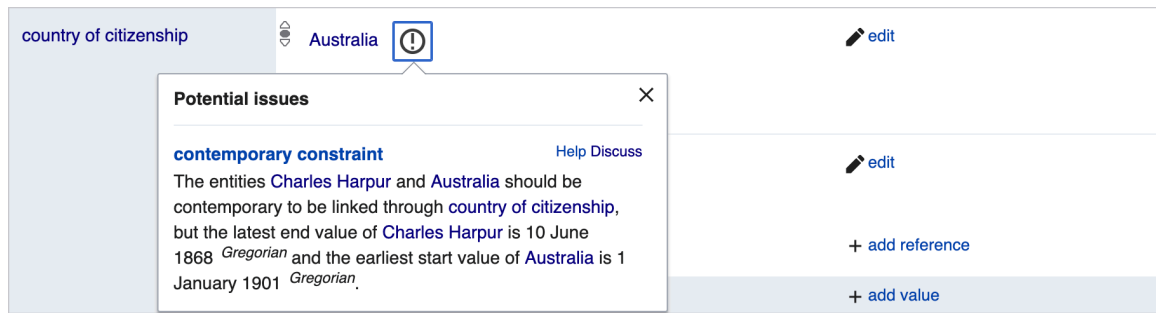 country of citizenship
Australia
edit
Potential issues
contemporary constraint
Help Discuss
The entities Charles Harpur and Australia should be
contemporary to be linked through country of citizenship,
but the latest end value of Charles Harpur is 10 June
1868 Gregorian and the earliest start value of Australia is 1
January 1901 Gregorian.
edit
+ add reference
+ add value